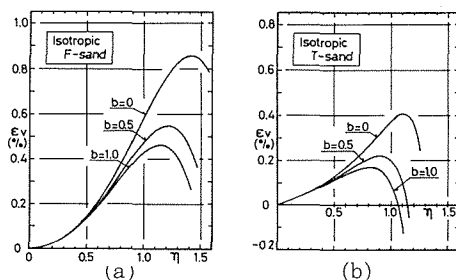 1.0
0.8
0.6
0.4
0.2
0
εv
(%)
Isotropic
F-sand
b=0
b=0.5
b=1.0
0
0.5
1.0
η
1.5
(a)
0.8
0.6
0.4
0.2
0
-0.2
εv
(%)
Isotropic
T-sand
b=0
b=0.5
b=1.0
0.5
1.0
η
1.5
(b)